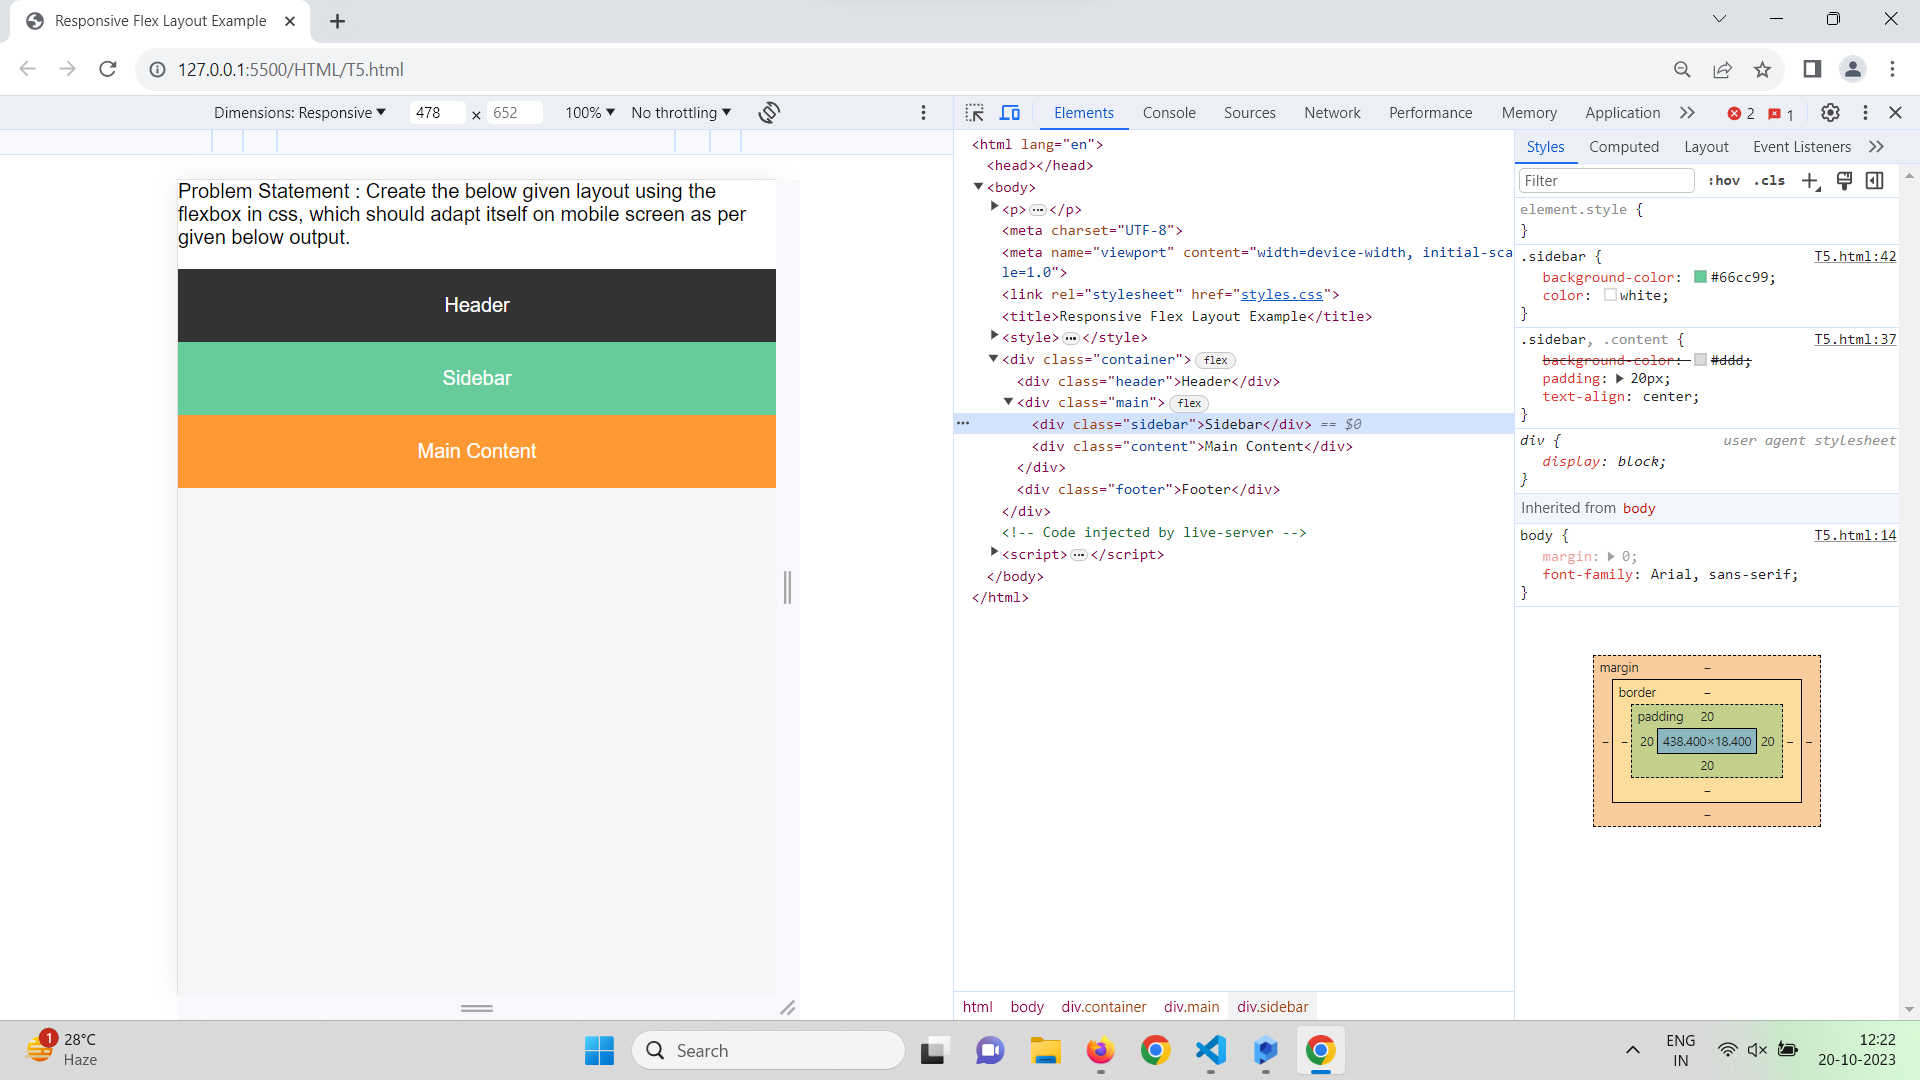 Responsive Flex Layout Example
127.0.0.1:5500/HTML/T5.html
Dimensions: Responsive ▼ 478 × 652 100% ▼ No throttling ▼
Problem Statement : Create the below given layout using the
flexbox in css, which should adapt itself on mobile screen as per
given below output.
Header
Sidebar
Main Content
Elements Console Sources Network Performance Memory Application 2 1
<html lang="en">
<head></head>
<body>
<p>…</p>
<meta charset="UTF-8">
<meta name="viewport" content="width=device-width, initial-sca
le=1.0">
<link rel="stylesheet" href="styles.css">
<title>Responsive Flex Layout Example</title>
<style>…</style>
<div class="container"> flex
<div class="header">Header</div>
<div class="main"> flex
<div class="sidebar">Sidebar</div> == $0
<div class="content">Main Content</div>
</div>
<div class="footer">Footer</div>
</div>
<!-- Code injected by live-server -->
<script>…</script>
</body>
</html>
html body div.container div.main div.sidebar
Styles Computed Layout Event Listeners
Filter :hov .cls
element.style {
}
.sidebar { T5.html:42
background-color: #66cc99;
color: white;
}
.sidebar, .content { T5.html:37
background-color: #ddd;
padding: 20px;
text-align: center;
}
div { user agent stylesheet
display: block;
}
Inherited from body
body { T5.html:14
margin: 0;
font-family: Arial, sans-serif;
}
margin –
border –
padding 20
– – 20 438.400×18.400 20 – –
20
–
–
1 28°C
Haze
Search
ENG
IN
12:22
20-10-2023